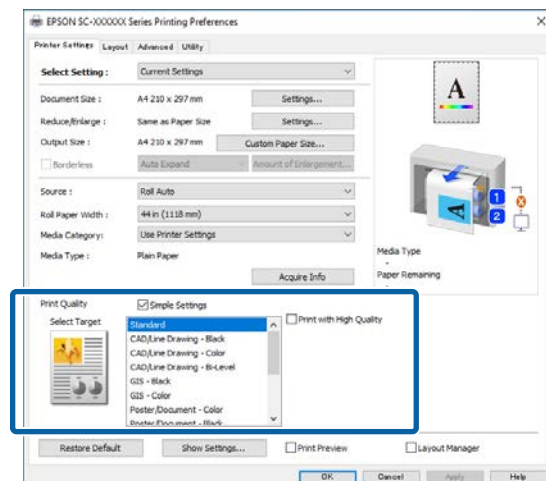 EPSON SC-XXXXXX Series Printing Preferences
Printer Settings Layout Advanced Utility
Select Setting : Current Settings
Document Size : A4 210 x 297 mm Settings...
Reduce/Enlarge : Same as Paper Size Settings...
Output Size : A4 210 x 297 mm Custom Paper Size...
Borderless Auto Expand Amount of Enlargement...
Source : Roll Auto
Roll Paper Width : 44 in (1118 mm)
Media Category: Use Printer Settings
Media Type : Plain Paper
Acquire Info
A
1
2
Media Type
-
Paper Remaining
-
Print Quality Simple Settings
Select Target
Standard
CAD/Line Drawing - Black
CAD/Line Drawing - Color
CAD/Line Drawing - Bi-Level
GIS - Black
GIS - Color
Poster/Document - Color
Poster/Document - Black
Print with High Quality
Restore Default Show Settings... Print Preview Layout Manager
OK Cancel Apply Help